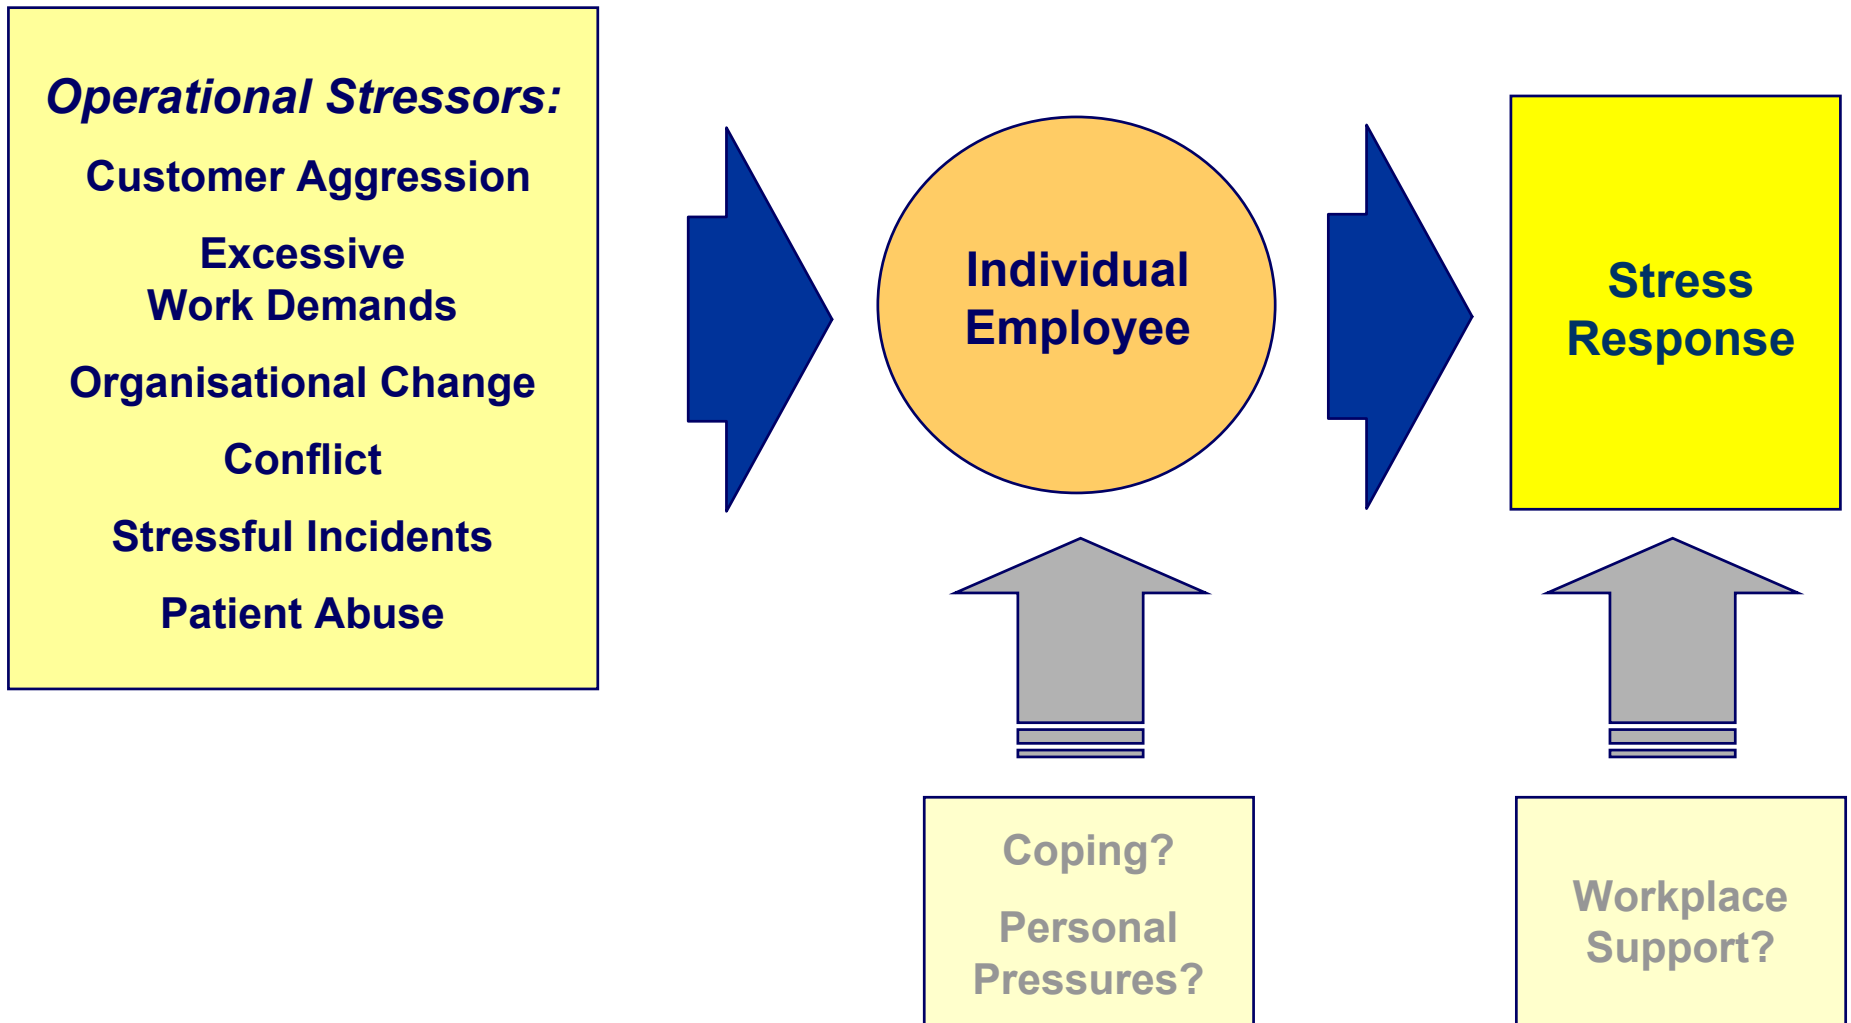 Operational Stressors:
Customer Aggression
Excessive
Work Demands
Organisational Change
Conflict
Stressful Incidents
Patient Abuse
Individual
Employee
Stress
Response
Coping?
Personal
Pressures?
Workplace
Support?